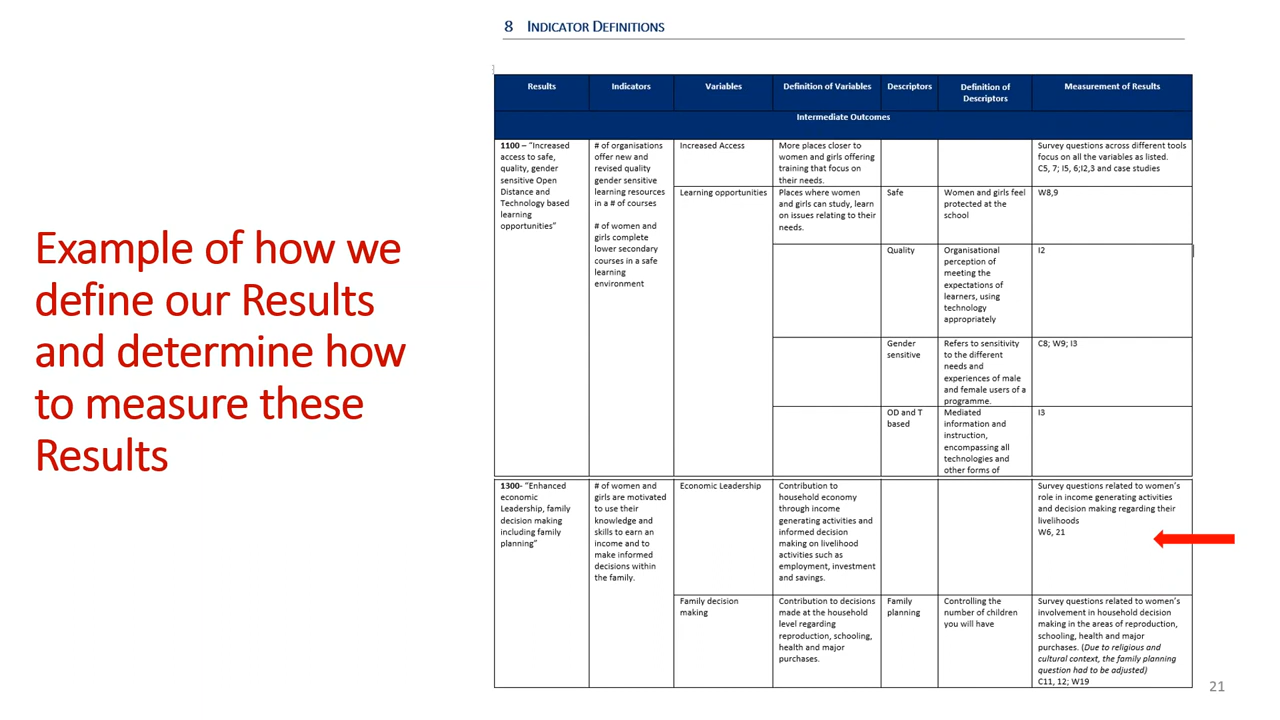 8 INDICATOR DEFINITIONS
Example of how we
define our Results
and determine how
to measure these
Results
Results
Indicators
Variables
Definition of Variables
Descriptors
Definition of
Descriptors
Measurement of Results
Intermediate Outcomes
1100 – "Increased
access to safe,
quality, gender
sensitive Open
Distance and
Technology based
learning
opportunities"
# of organisations
offer new and
revised quality
gender sensitive
learning resources
in a # of courses
# of women and
girls complete
lower secondary
courses in a safe
learning
environment
Increased Access
More places closer to
women and girls offering
training that focus on
their needs.
Survey questions across different tools
focus on all the variables as listed.
C5, 7; I5, 6;I2,3 and case studies
Learning opportunities
Places where women
and girls can study, learn
on issues relating to their
needs.
Safe
Women and girls feel
protected at the
school
W8,9
Quality
Organisational
perception of
meeting the
expectations of
learners, using
technology
appropriately
I2
Gender
sensitive
Refers to sensitivity
to the different
needs and
experiences of male
and female users of a
programme.
C8; W9; I3
OD and T
based
Mediated
information and
instruction,
encompassing all
technologies and
other forms of
I3
1300- "Enhanced
economic
Leadership, family
decision making
including family
planning"
# of women and
girls are motivated
to use their
knowledge and
skills to earn an
income and to
make informed
decisions within
the family.
Economic Leadership
Contribution to
household economy
through income
generating activities and
informed decision
making on livelihood
activities such as
employment, investment
and savings.
Survey questions related to women's
role in income generating activities
and decision making regarding their
livelihoods
W6, 21
Family decision
making
Contribution to decisions
made at the household
level regarding
reproduction, schooling,
health and major
purchases.
Family
planning
Controlling the
number of children
you will have
Survey questions related to women's
involvement in household decision
making in the areas of reproduction,
schooling, health and major
purchases. (Due to religious and
cultural context, the family planning
question had to be adjusted)
C11, 12; W19
21